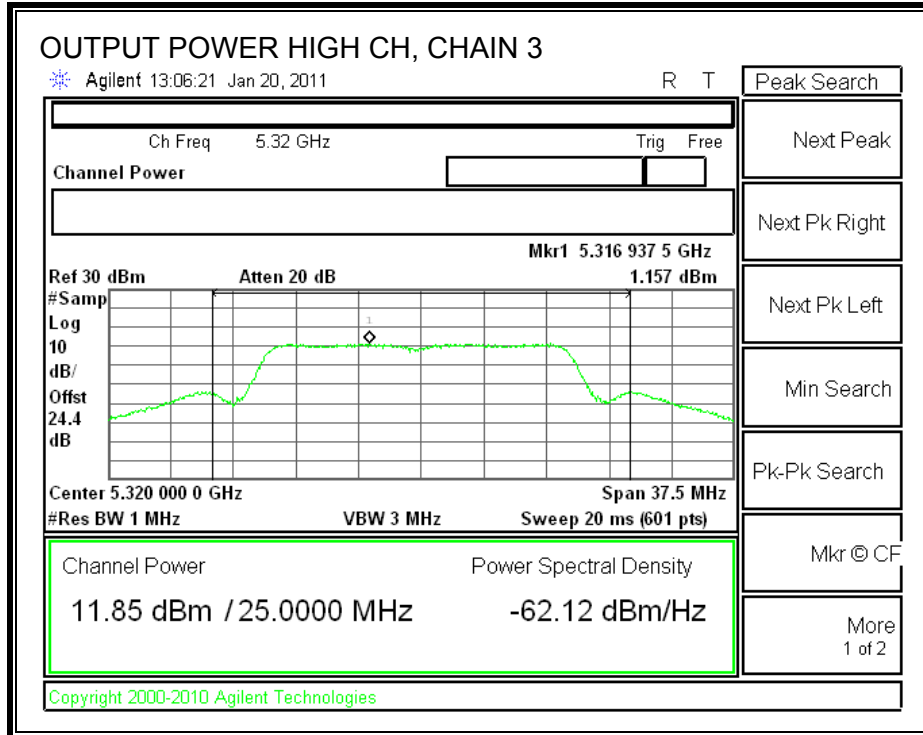 OUTPUT POWER HIGH CH, CHAIN 3
Agilent 13:06:21 Jan 20, 2011 R T
Peak Search
Ch Freq 5.32 GHz Trig Free
Channel Power
Next Peak
Next Pk Right
Mkr1 5.316 937 5 GHz
Ref 30 dBm Atten 20 dB 1.157 dBm
#Samp
Log
10
dB/
Offst
24.4
dB
1
Next Pk Left
Min Search
Pk-Pk Search
Center 5.320 000 0 GHz Span 37.5 MHz
#Res BW 1 MHz VBW 3 MHz Sweep 20 ms (601 pts)
Channel Power Power Spectral Density
11.85 dBm / 25.0000 MHz -62.12 dBm/Hz
Mkr © CF
More
1 of 2
Copyright 2000-2010 Agilent Technologies